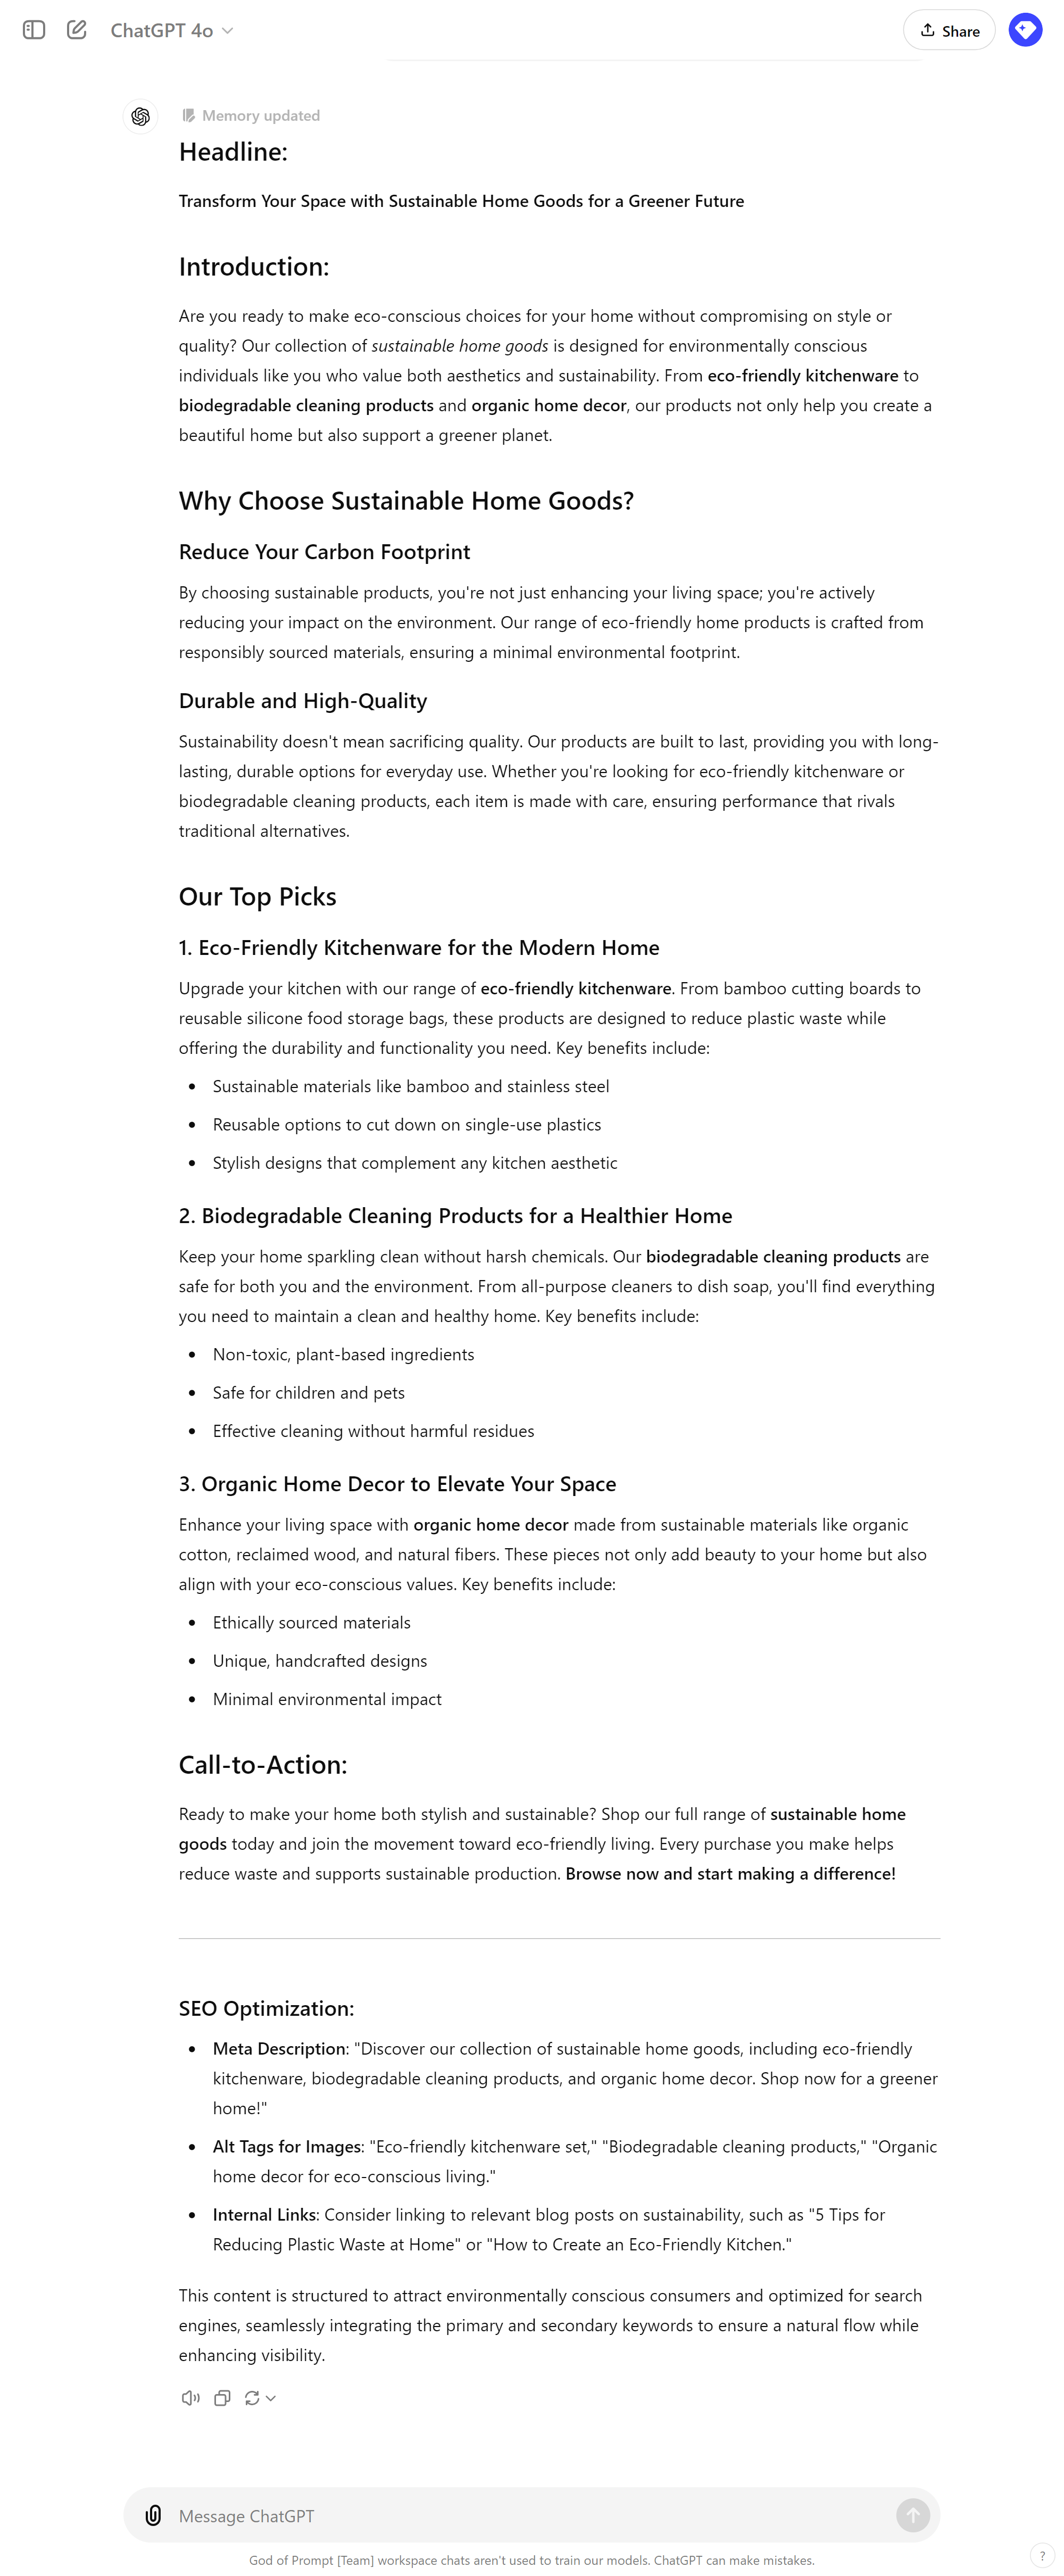 ChatGPT 4o
Share
Memory updated
Headline:
Transform Your Space with Sustainable Home Goods for a Greener Future
Introduction:
Are you ready to make eco-conscious choices for your home without compromising on style or
quality? Our collection of sustainable home goods is designed for environmentally conscious
individuals like you who value both aesthetics and sustainability. From eco-friendly kitchenware to
biodegradable cleaning products and organic home decor, our products not only help you create a
beautiful home but also support a greener planet.
Why Choose Sustainable Home Goods?
Reduce Your Carbon Footprint
By choosing sustainable products, you're not just enhancing your living space; you're actively
reducing your impact on the environment. Our range of eco-friendly home products is crafted from
responsibly sourced materials, ensuring a minimal environmental footprint.
Durable and High-Quality
Sustainability doesn't mean sacrificing quality. Our products are built to last, providing you with long-
lasting, durable options for everyday use. Whether you're looking for eco-friendly kitchenware or
biodegradable cleaning products, each item is made with care, ensuring performance that rivals
traditional alternatives.
Our Top Picks
1. Eco-Friendly Kitchenware for the Modern Home
Upgrade your kitchen with our range of eco-friendly kitchenware. From bamboo cutting boards to
reusable silicone food storage bags, these products are designed to reduce plastic waste while
offering the durability and functionality you need. Key benefits include:
• Sustainable materials like bamboo and stainless steel
• Reusable options to cut down on single-use plastics
• Stylish designs that complement any kitchen aesthetic
2. Biodegradable Cleaning Products for a Healthier Home
Keep your home sparkling clean without harsh chemicals. Our biodegradable cleaning products are
safe for both you and the environment. From all-purpose cleaners to dish soap, you'll find everything
you need to maintain a clean and healthy home. Key benefits include:
• Non-toxic, plant-based ingredients
• Safe for children and pets
• Effective cleaning without harmful residues
3. Organic Home Decor to Elevate Your Space
Enhance your living space with organic home decor made from sustainable materials like organic
cotton, reclaimed wood, and natural fibers. These pieces not only add beauty to your home but also
align with your eco-conscious values. Key benefits include:
• Ethically sourced materials
• Unique, handcrafted designs
• Minimal environmental impact
Call-to-Action:
Ready to make your home both stylish and sustainable? Shop our full range of sustainable home
goods today and join the movement toward eco-friendly living. Every purchase you make helps
reduce waste and supports sustainable production. Browse now and start making a difference!
SEO Optimization:
• Meta Description: "Discover our collection of sustainable home goods, including eco-friendly
kitchenware, biodegradable cleaning products, and organic home decor. Shop now for a greener
home!"
• Alt Tags for Images: "Eco-friendly kitchenware set," "Biodegradable cleaning products," "Organic
home decor for eco-conscious living."
• Internal Links: Consider linking to relevant blog posts on sustainability, such as "5 Tips for
Reducing Plastic Waste at Home" or "How to Create an Eco-Friendly Kitchen."
This content is structured to attract environmentally conscious consumers and optimized for search
engines, seamlessly integrating the primary and secondary keywords to ensure a natural flow while
enhancing visibility.
Message ChatGPT
God of Prompt [Team] workspace chats aren't used to train our models. ChatGPT can make mistakes.
?